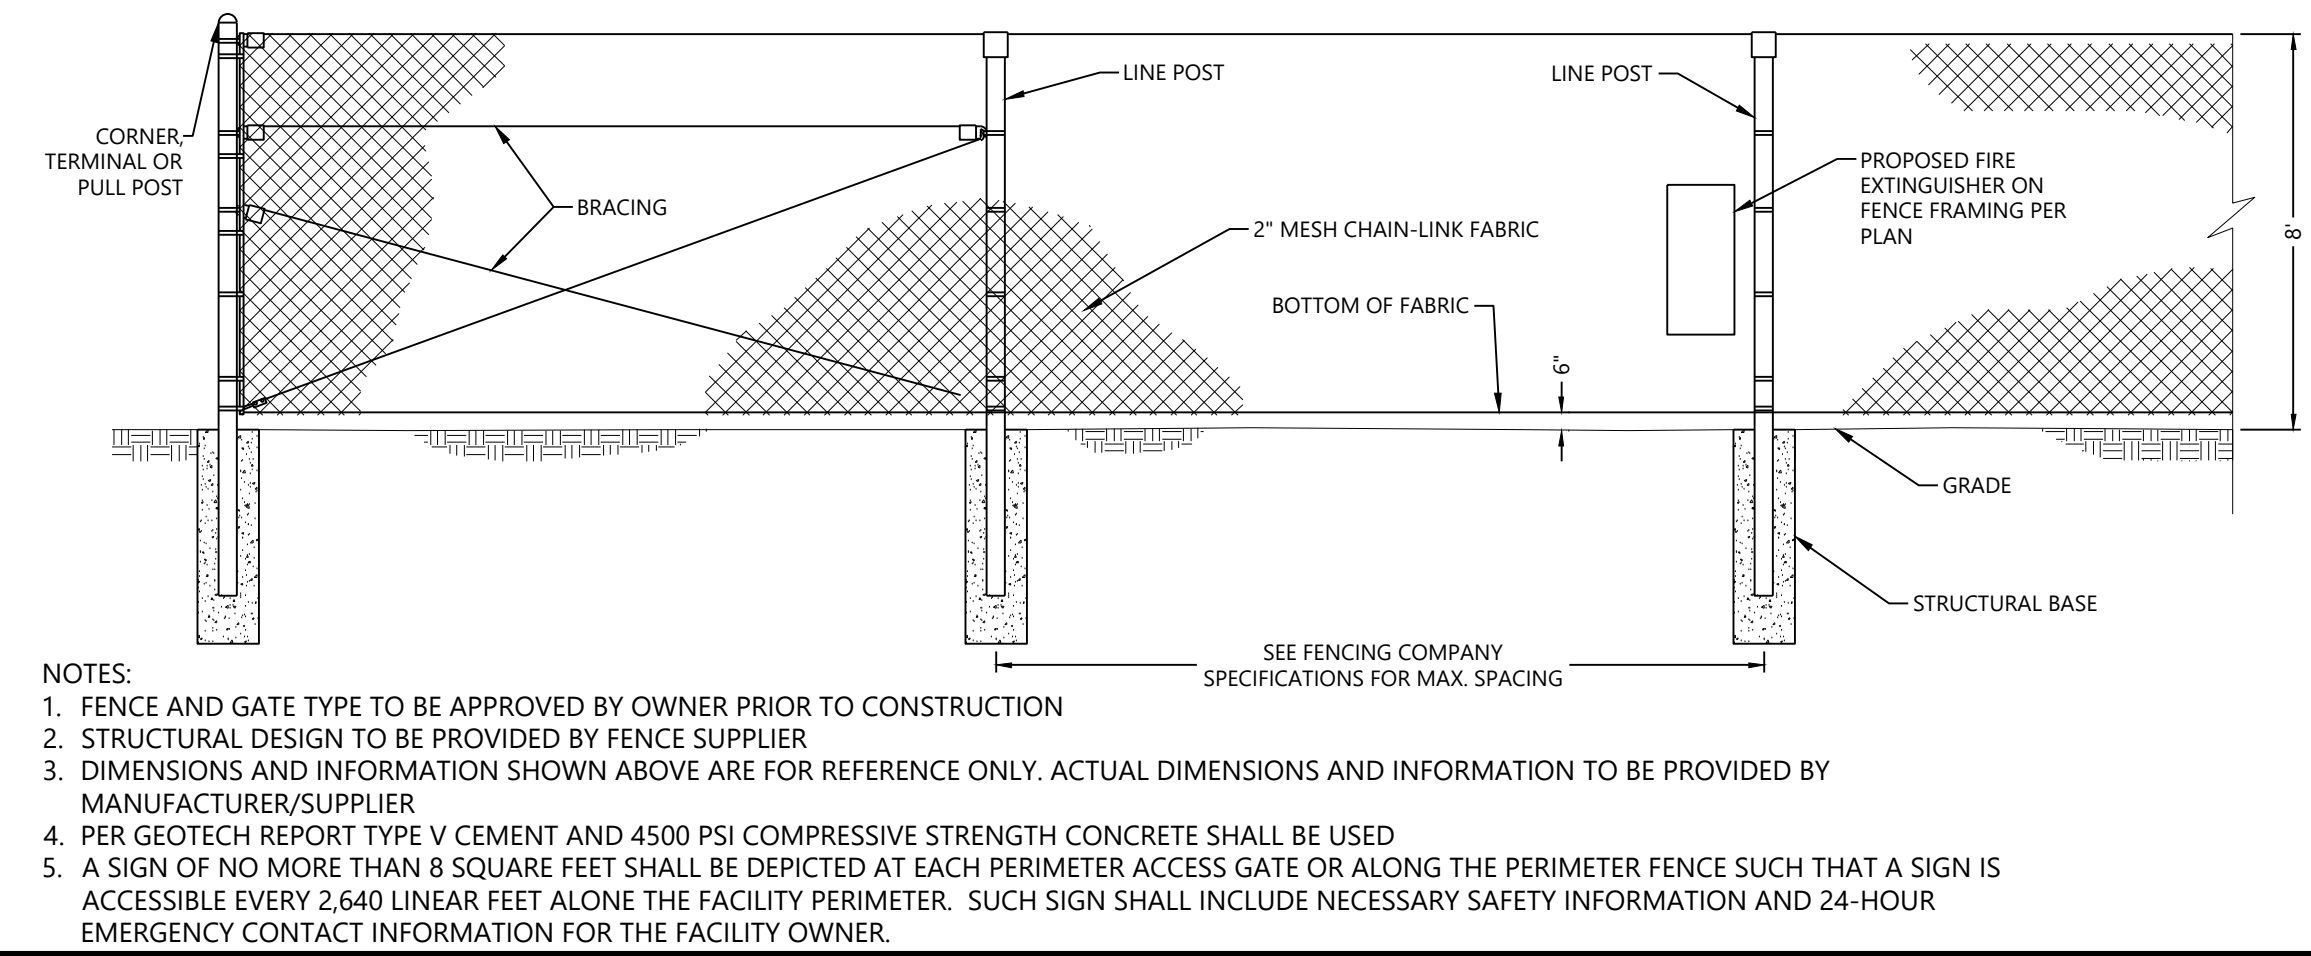 LINE POST
LINE POST
CORNER,
TERMINAL OR
PULL POST
PROPOSED FIRE
EXTINGUISHER ON
FENCE FRAMING PER
PLAN
BRACING
2" MESH CHAIN-LINK FABRIC
8'
BOTTOM OF FABRIC
6"
GRADE
STRUCTURAL BASE
SEE FENCING COMPANY
SPECIFICATIONS FOR MAX. SPACING
NOTES:
1. FENCE AND GATE TYPE TO BE APPROVED BY OWNER PRIOR TO CONSTRUCTION
2. STRUCTURAL DESIGN TO BE PROVIDED BY FENCE SUPPLIER
3. DIMENSIONS AND INFORMATION SHOWN ABOVE ARE FOR REFERENCE ONLY. ACTUAL DIMENSIONS AND INFORMATION TO BE PROVIDED BY
MANUFACTURER/SUPPLIER
4. PER GEOTECH REPORT TYPE V CEMENT AND 4500 PSI COMPRESSIVE STRENGTH CONCRETE SHALL BE USED
5. A SIGN OF NO MORE THAN 8 SQUARE FEET SHALL BE DEPICTED AT EACH PERIMETER ACCESS GATE OR ALONG THE PERIMETER FENCE SUCH THAT A SIGN IS
ACCESSIBLE EVERY 2,640 LINEAR FEET ALONE THE FACILITY PERIMETER. SUCH SIGN SHALL INCLUDE NECESSARY SAFETY INFORMATION AND 24-HOUR
EMERGENCY CONTACT INFORMATION FOR THE FACILITY OWNER.